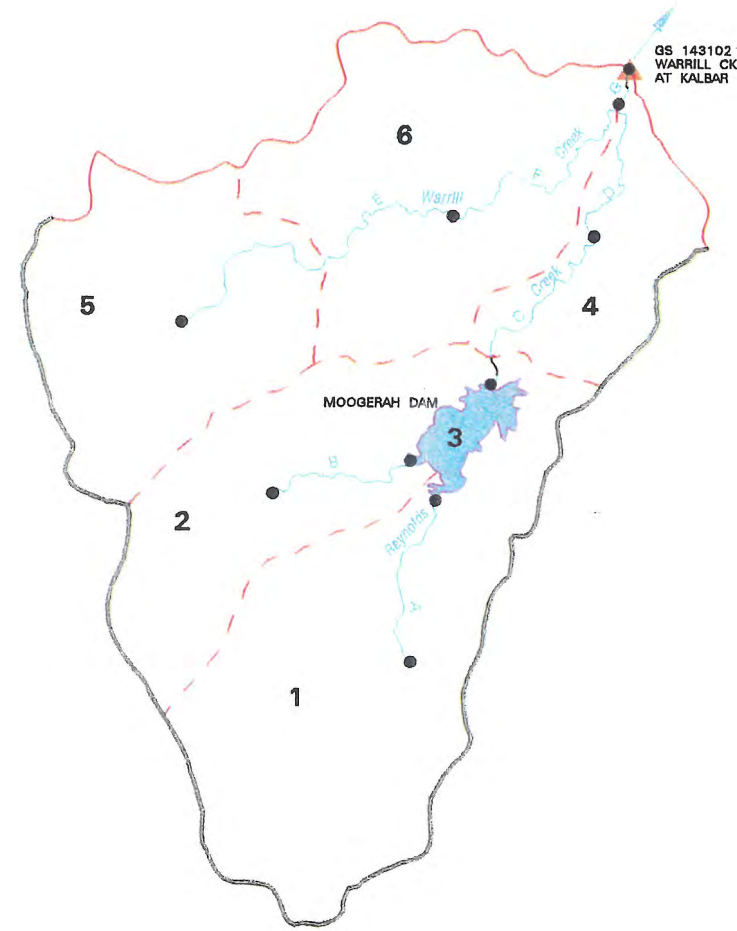 GS 143102
WARRILL CK
AT KALBAR
G
6
Creek
F
D
E
Warrill
5
Creek
C
4
MOOGERAH DAM
3
B
2
Reynolds
A
1